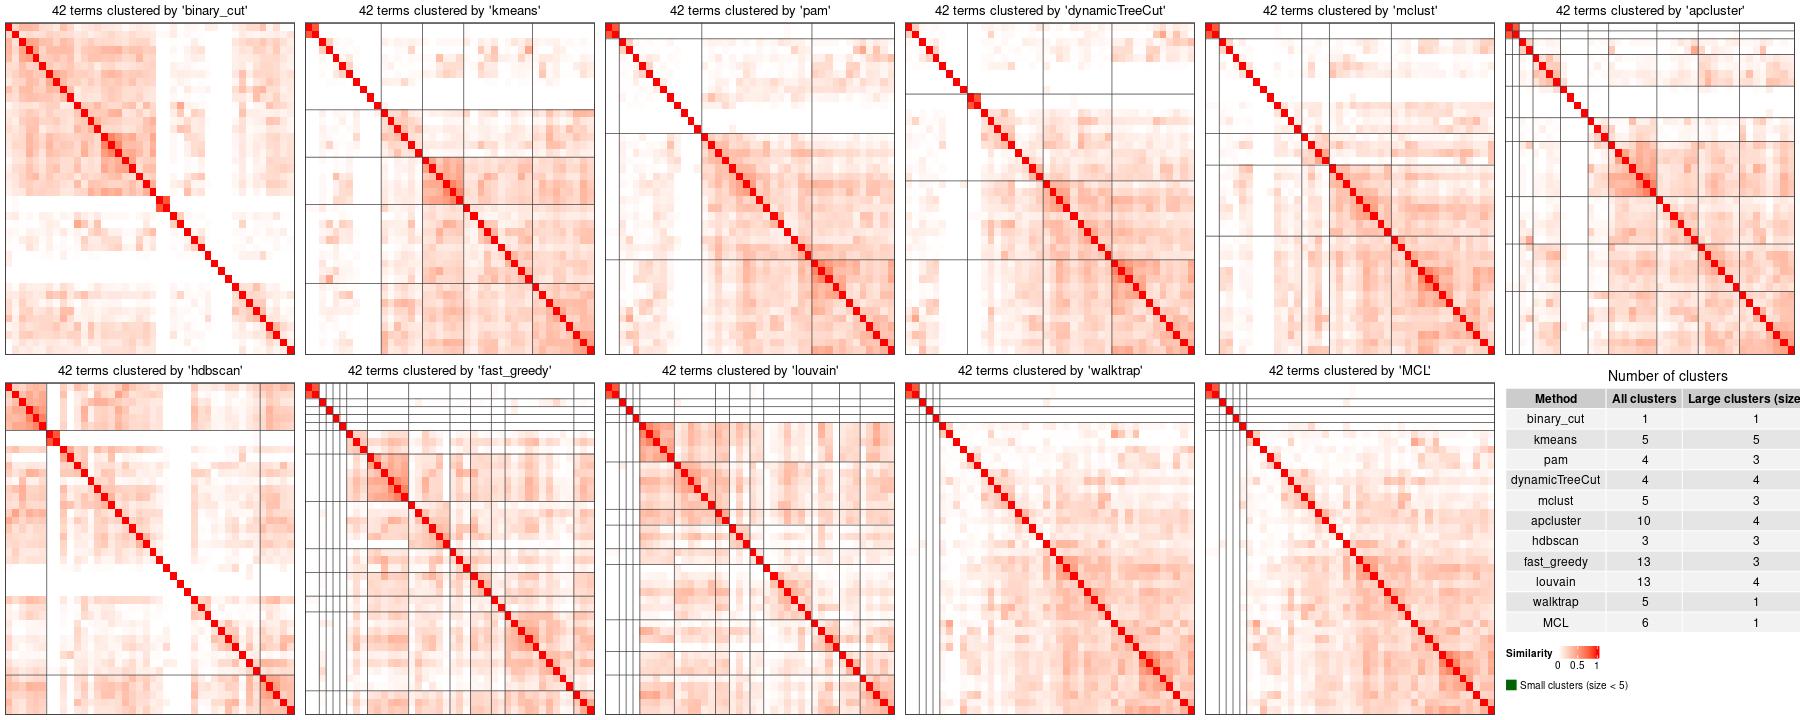 42 terms clustered by 'binary_cut'
42 terms clustered by 'kmeans'
42 terms clustered by 'pam'
42 terms clustered by 'dynamicTreeCut'
42 terms clustered by 'mclust'
42 terms clustered by 'apcluster'
42 terms clustered by 'hdbscan'
42 terms clustered by 'fast_greedy'
42 terms clustered by 'louvain'
42 terms clustered by 'walktrap'
42 terms clustered by 'MCL'
Number of clusters
Method All clusters Large clusters (size
binary_cut 1 1
kmeans 5 5
pam 4 3
dynamicTreeCut 4 4
mclust 5 3
apcluster 10 4
hdbscan 3 3
fast_greedy 13 3
louvain 13 4
walktrap 5 1
MCL 6 1
Similarity
0 0.5 1
Small clusters (size < 5)